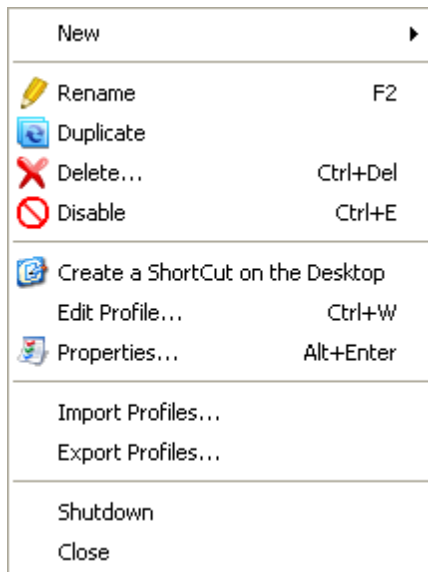 New
Rename F2
Duplicate
Delete... Ctrl+Del
Disable Ctrl+E
Create a ShortCut on the Desktop
Edit Profile... Ctrl+W
Properties... Alt+Enter
Import Profiles...
Export Profiles...
Shutdown
Close